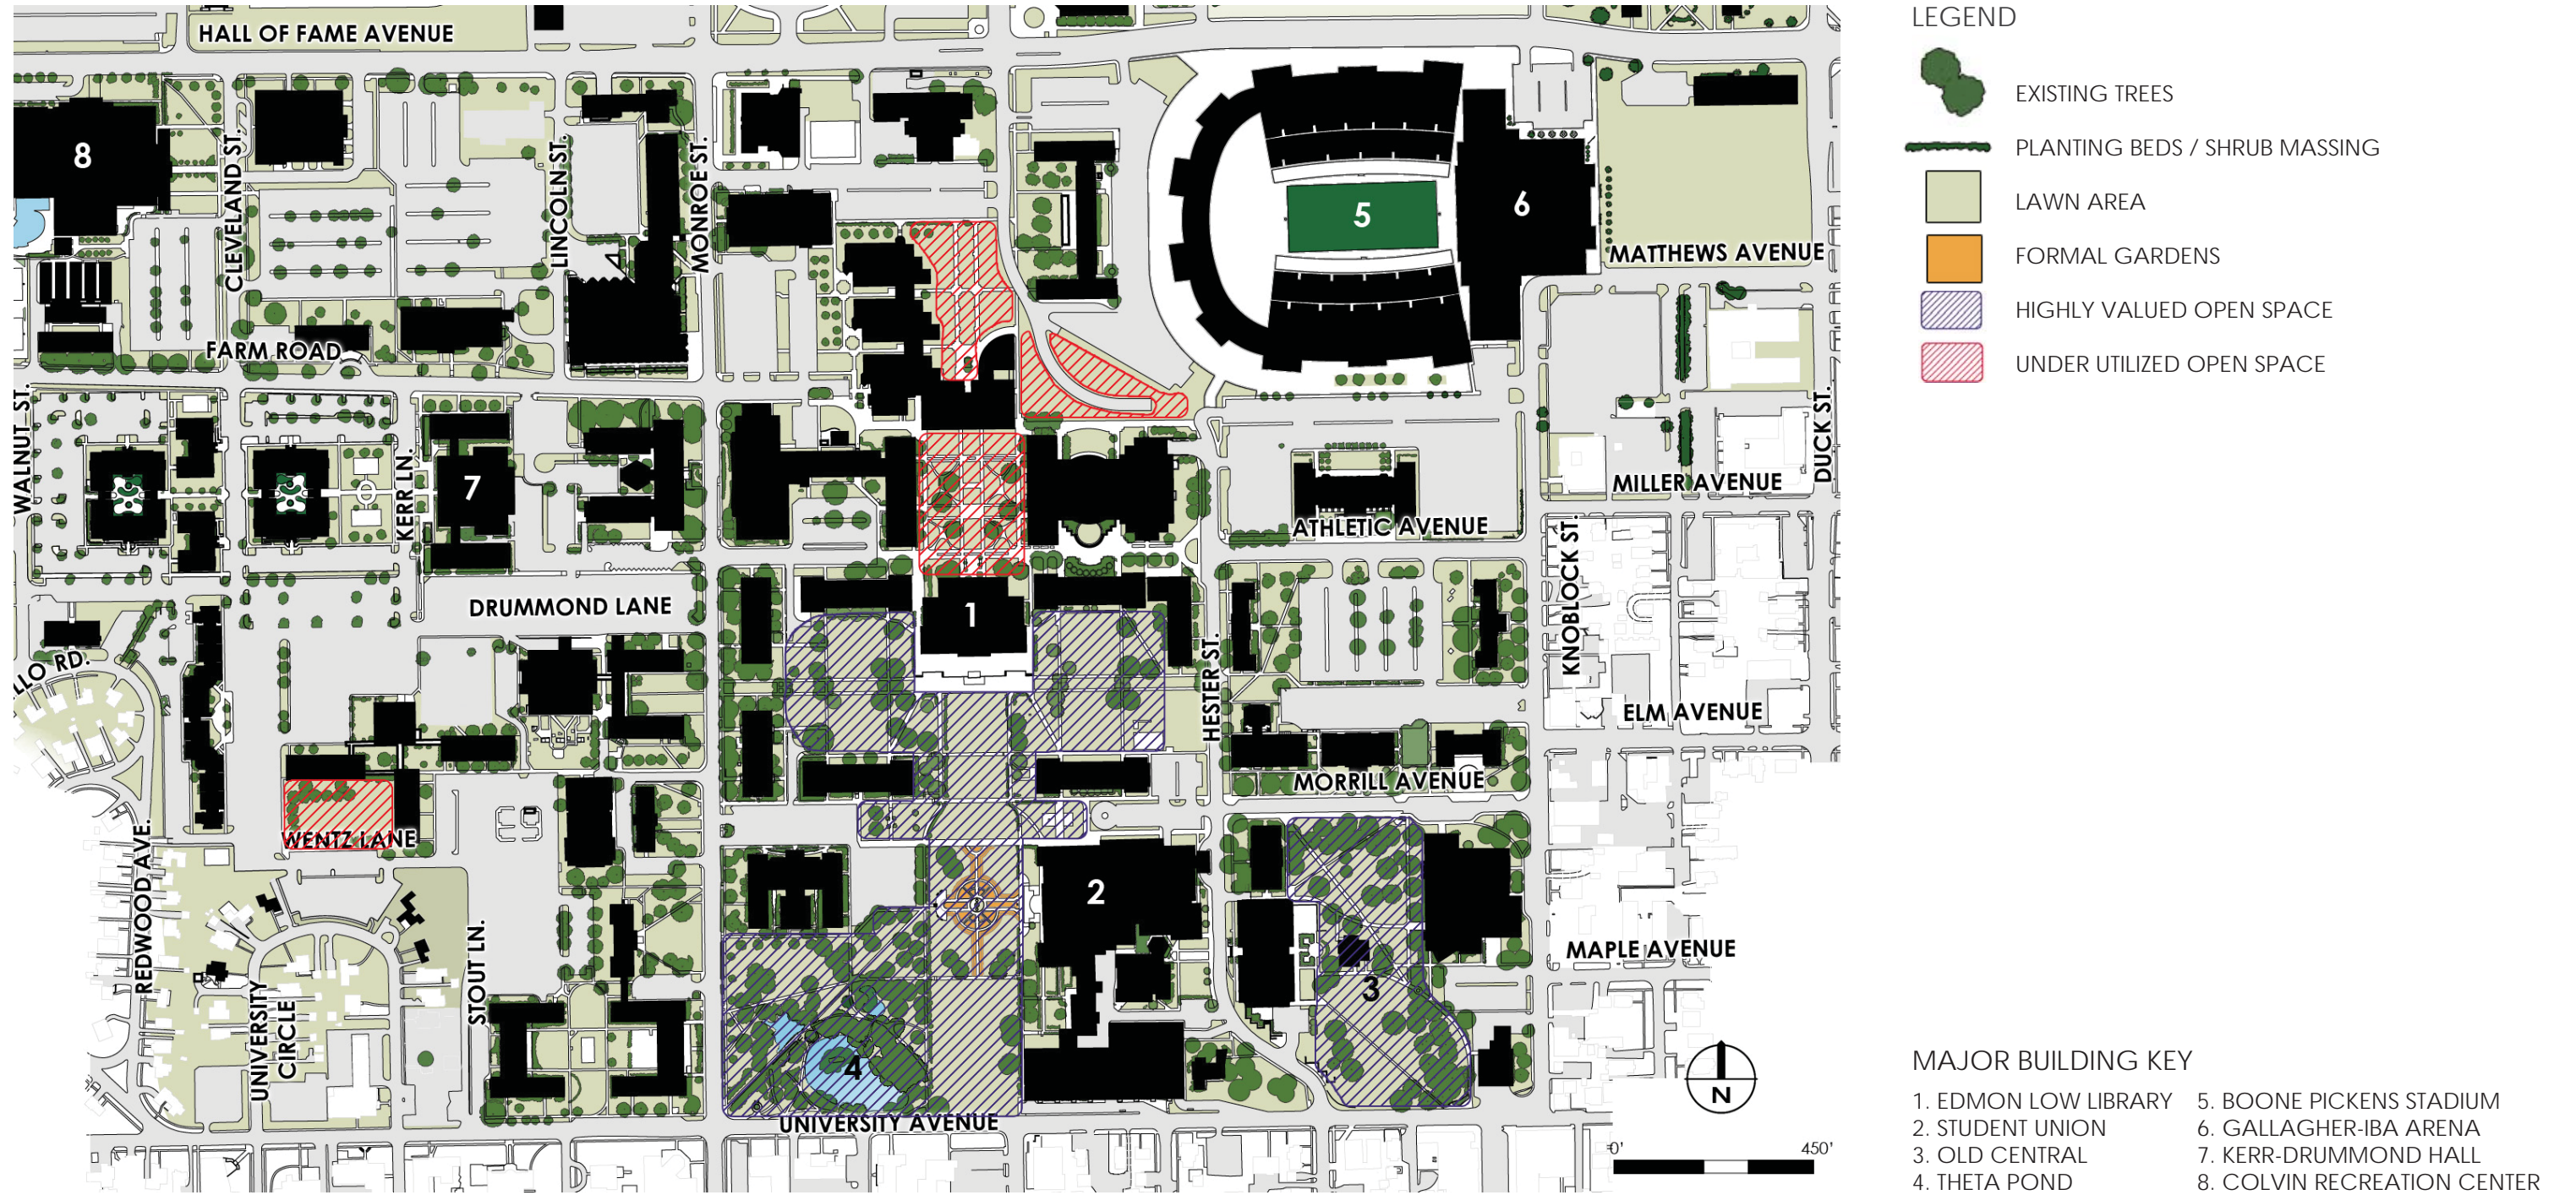 HALL OF FAME AVENUE
8
CLEVELAND ST.
LINCOLN ST.
MONROE ST.
5
6
MATTHEWS AVENUE
FARM ROAD
WALNUT ST.
KERR LN.
7
DUCK ST.
MILLER AVENUE
ATHLETIC AVENUE
KNOBLOCK ST.
DRUMMOND LANE
1
HESTER ST.
LLO RD.
ELM AVENUE
MORRILL AVENUE
WENTZ LANE
REDWOOD AVE.
2
MAPLE AVENUE
STOUT LN.
UNIVERSITY
CIRCLE
3
4
UNIVERSITY AVENUE
N
0'
450'
LEGEND
EXISTING TREES
PLANTING BEDS / SHRUB MASSING
LAWN AREA
FORMAL GARDENS
HIGHLY VALUED OPEN SPACE
UNDER UTILIZED OPEN SPACE
MAJOR BUILDING KEY
1. EDMON LOW LIBRARY
2. STUDENT UNION
3. OLD CENTRAL
4. THETA POND
5. BOONE PICKENS STADIUM
6. GALLAGHER-IBA ARENA
7. KERR-DRUMMOND HALL
8. COLVIN RECREATION CENTER